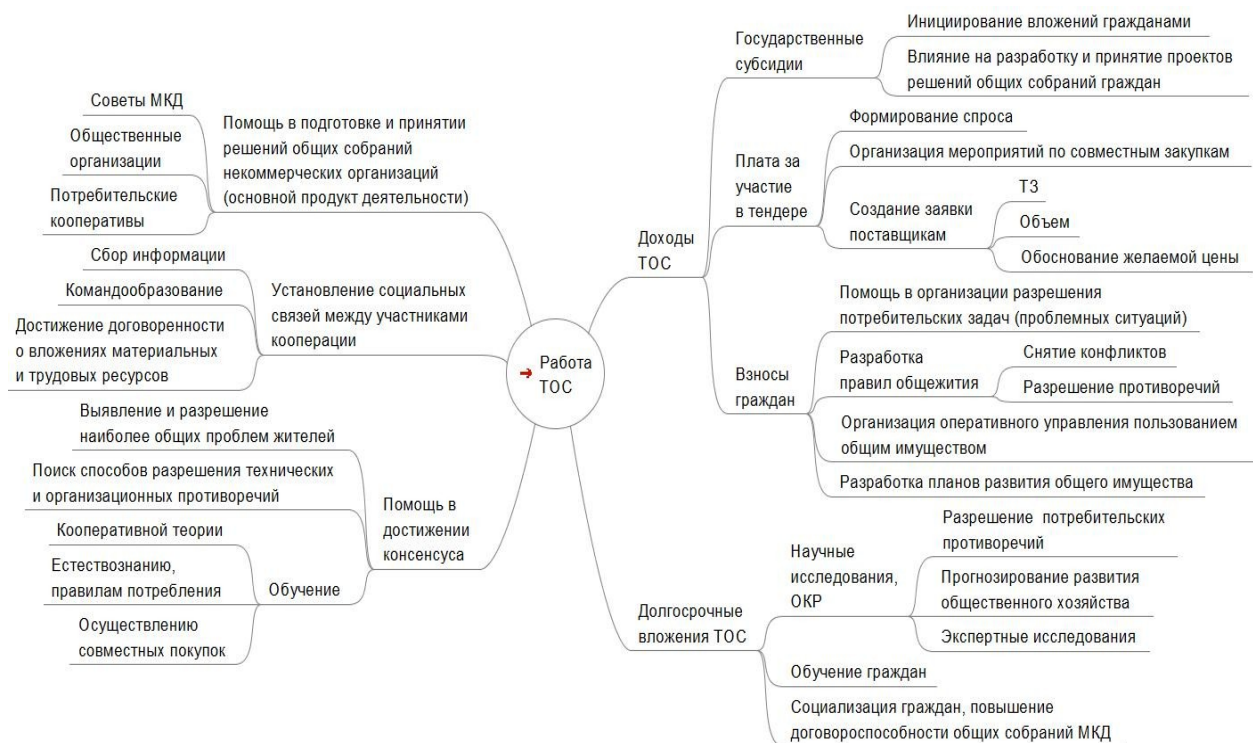 Работа
ТОС
Помощь в подготовке и принятии
решений общих собраний
некоммерческих организаций
(основной продукт деятельности)
Советы МКД
Общественные
организации
Потребительские
кооперативы
Установление социальных
связей между участниками
кооперации
Сбор информации
Командообразование
Достижение договоренности
о вложениях материальных
и трудовых ресурсов
Помощь в
достижении
консенсуса
Выявление и разрешение
наиболее общих проблем жителей
Поиск способов разрешения технических
и организационных противоречий
Обучение
Кооперативной теории
Естествознанию,
правилам потребления
Осуществлению
совместных покупок
Доходы
ТОС
Государственные
субсидии
Инициирование вложений гражданами
Влияние на разработку и принятие проектов
решений общих собраний граждан
Плата за
участие
в тендере
Формирование спроса
Организация мероприятий по совместным закупкам
Создание заявки
поставщикам
ТЗ
Объем
Обоснование желаемой цены
Взносы
граждан
Помощь в организации разрешения
потребительских задач (проблемных ситуаций)
Разработка
правил общежития
Снятие конфликтов
Разрешение противоречий
Организация оперативного управления пользованием
общим имуществом
Разработка планов развития общего имущества
Долгосрочные
вложения ТОС
Научные
исследования,
ОКР
Разрешение потребительских
противоречий
Прогнозирование развития
общественного хозяйства
Экспертные исследования
Обучение граждан
Социализация граждан, повышение
договороспособности общих собраний МКД